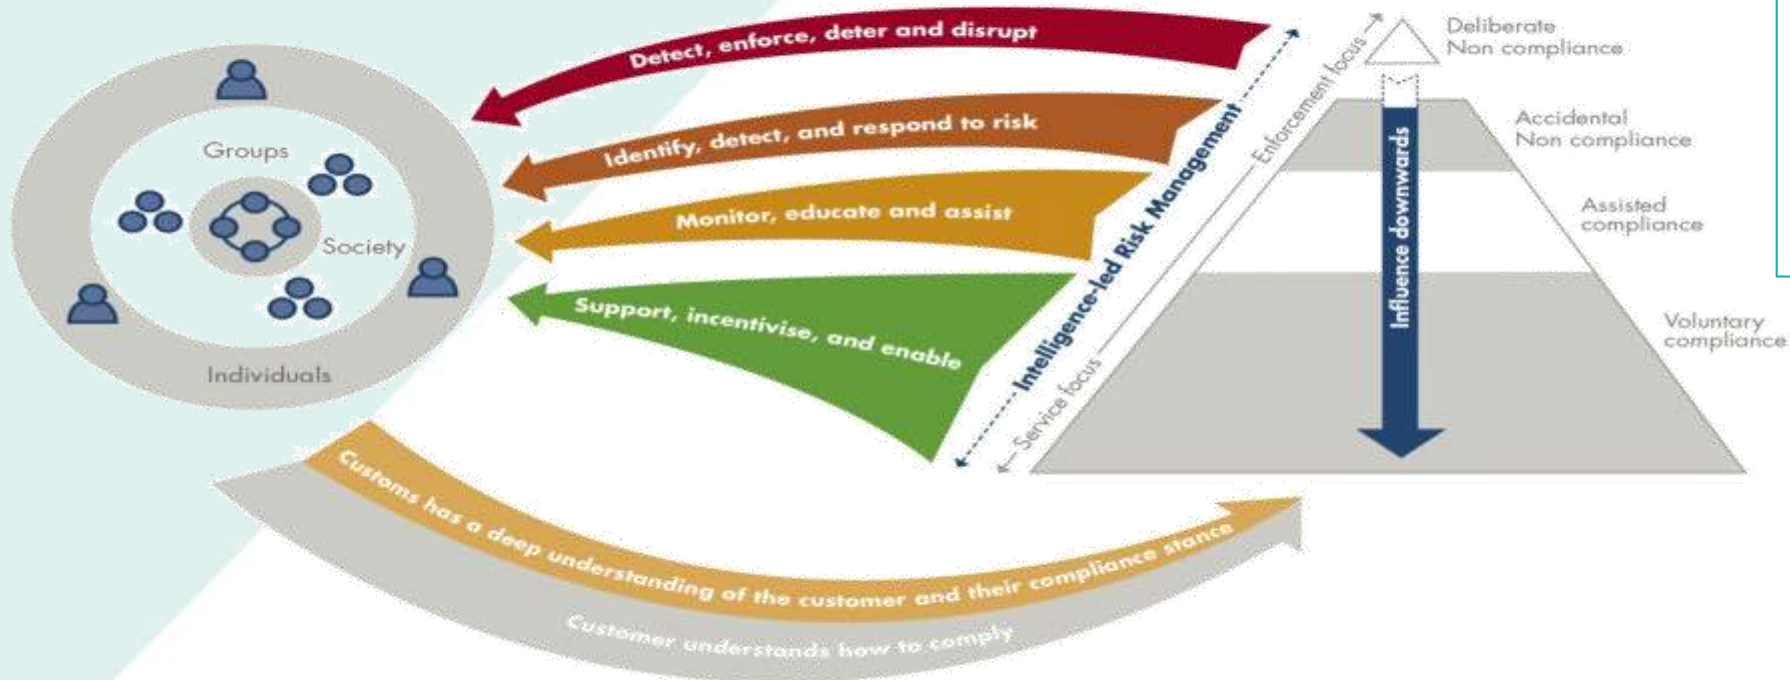 Detect, enforce, deter and disrupt
Identify, detect, and respond to risk
Monitor, educate and assist
Support, incentivise, and enable
Groups
Society
Individuals
Intelligence-led Risk Management
Enforcement focus
Service focus
Deliberate
Non compliance
Accidental
Non compliance
Assisted
compliance
Voluntary
compliance
Influence downwards
Customs has a deep understanding of the customer and their compliance stance
Customer understands how to comply